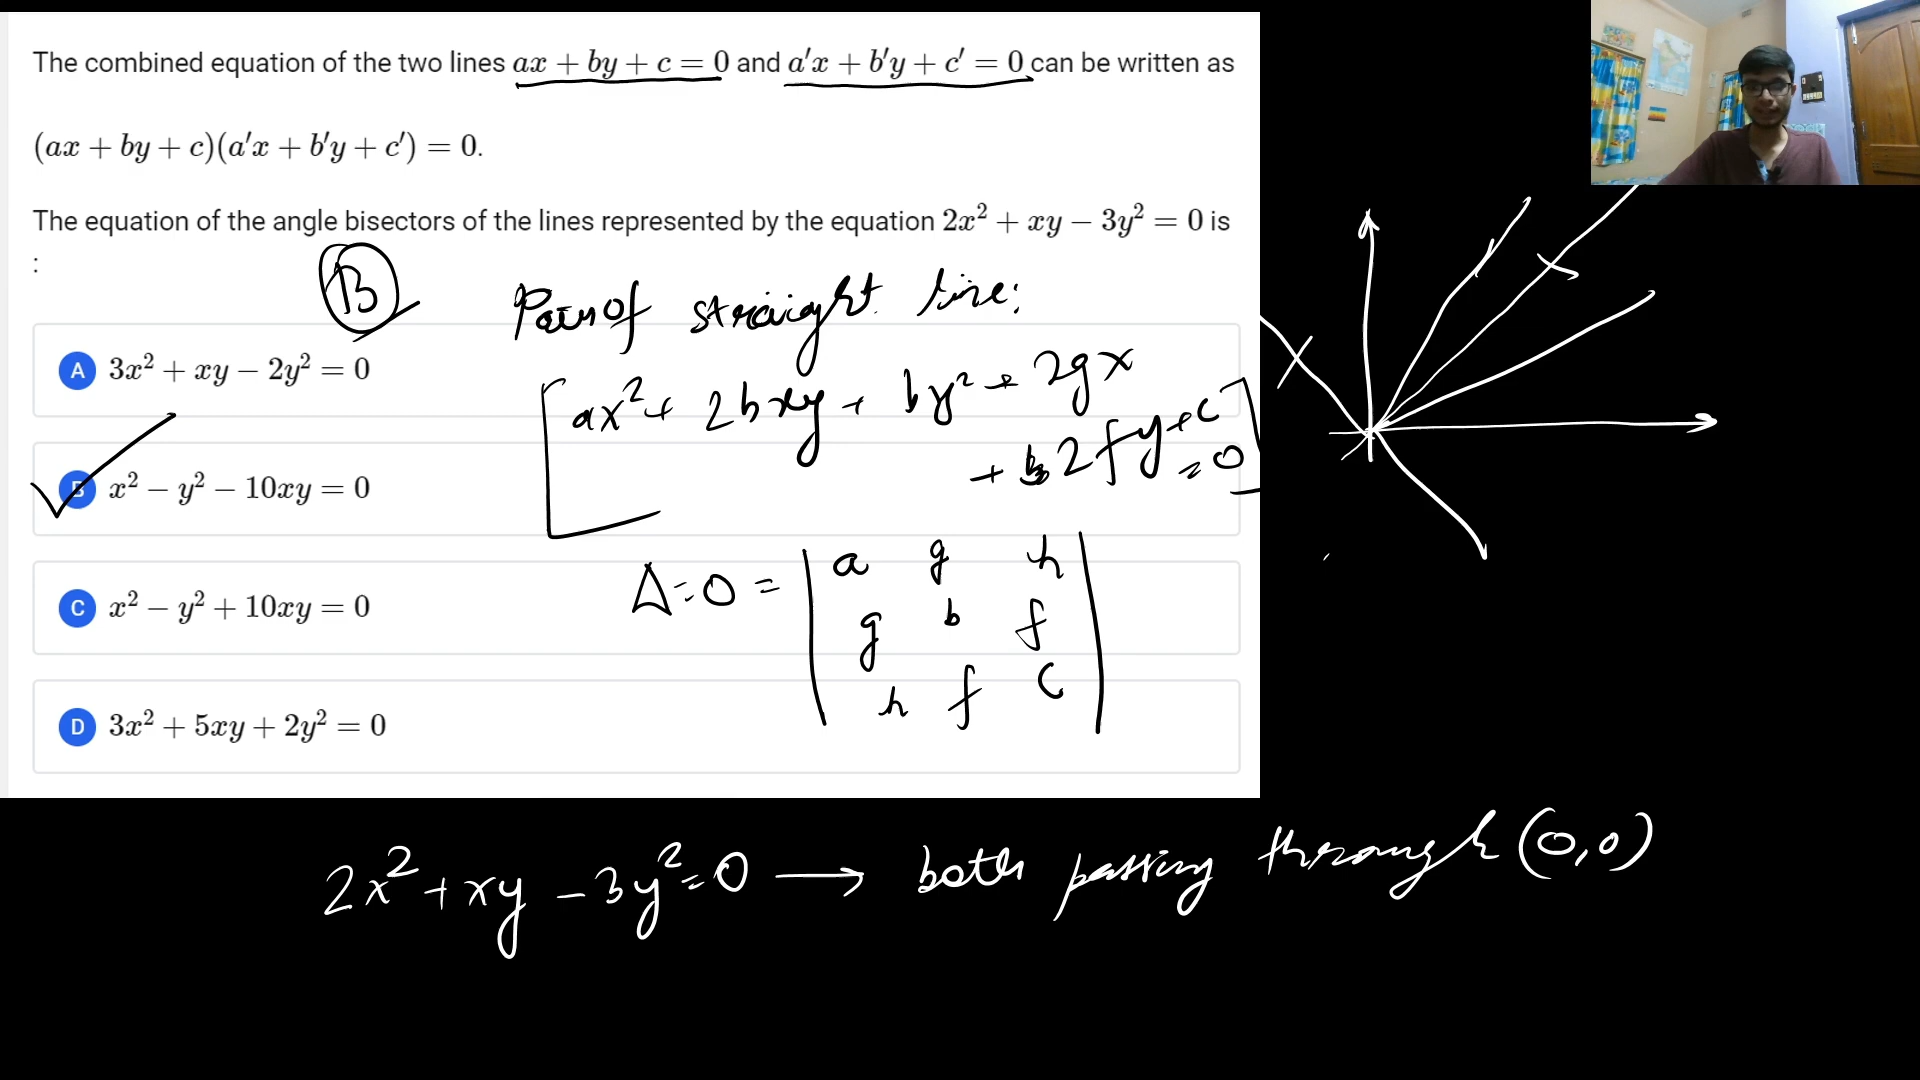 The combined equation of the two lines ax + by + c = 0 and a′x + b′y + c′ = 0 can be written as
(ax + by + c)(a′x + b′y + c′) = 0.
The equation of the angle bisectors of the lines represented by the equation 2x² + xy − 3y² = 0 is
:
B
Pair of straight line:
A 3x² + xy − 2y² = 0
ax² + 2hxy + by² + 2gx
+ 2fy + c = 0
B x² − y² − 10xy = 0
Δ = 0 =
a g h
g b f
h f c
C x² − y² + 10xy = 0
D 3x² + 5xy + 2y² = 0
2x² + xy − 3y² = 0 → both passing through (0,0)